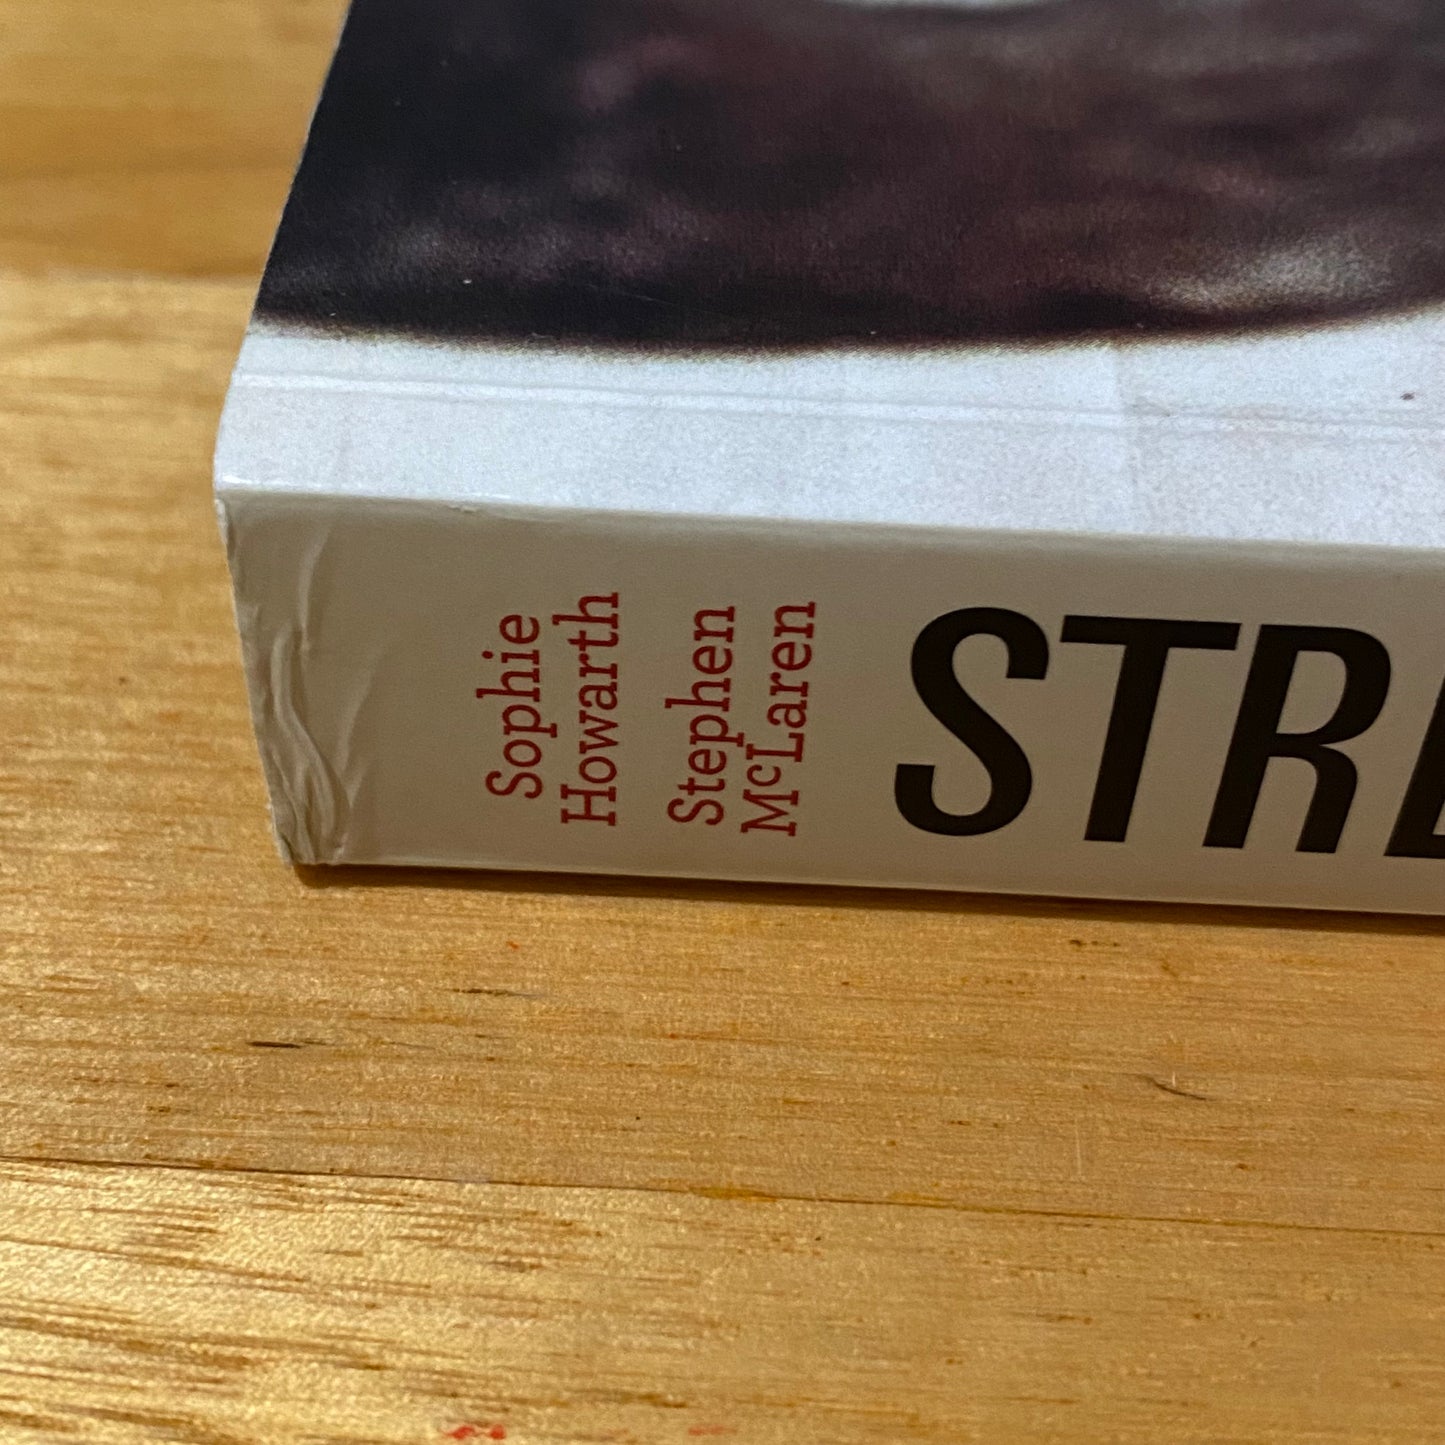 Sophie
Howarth
Stephen
McLaren
STRE